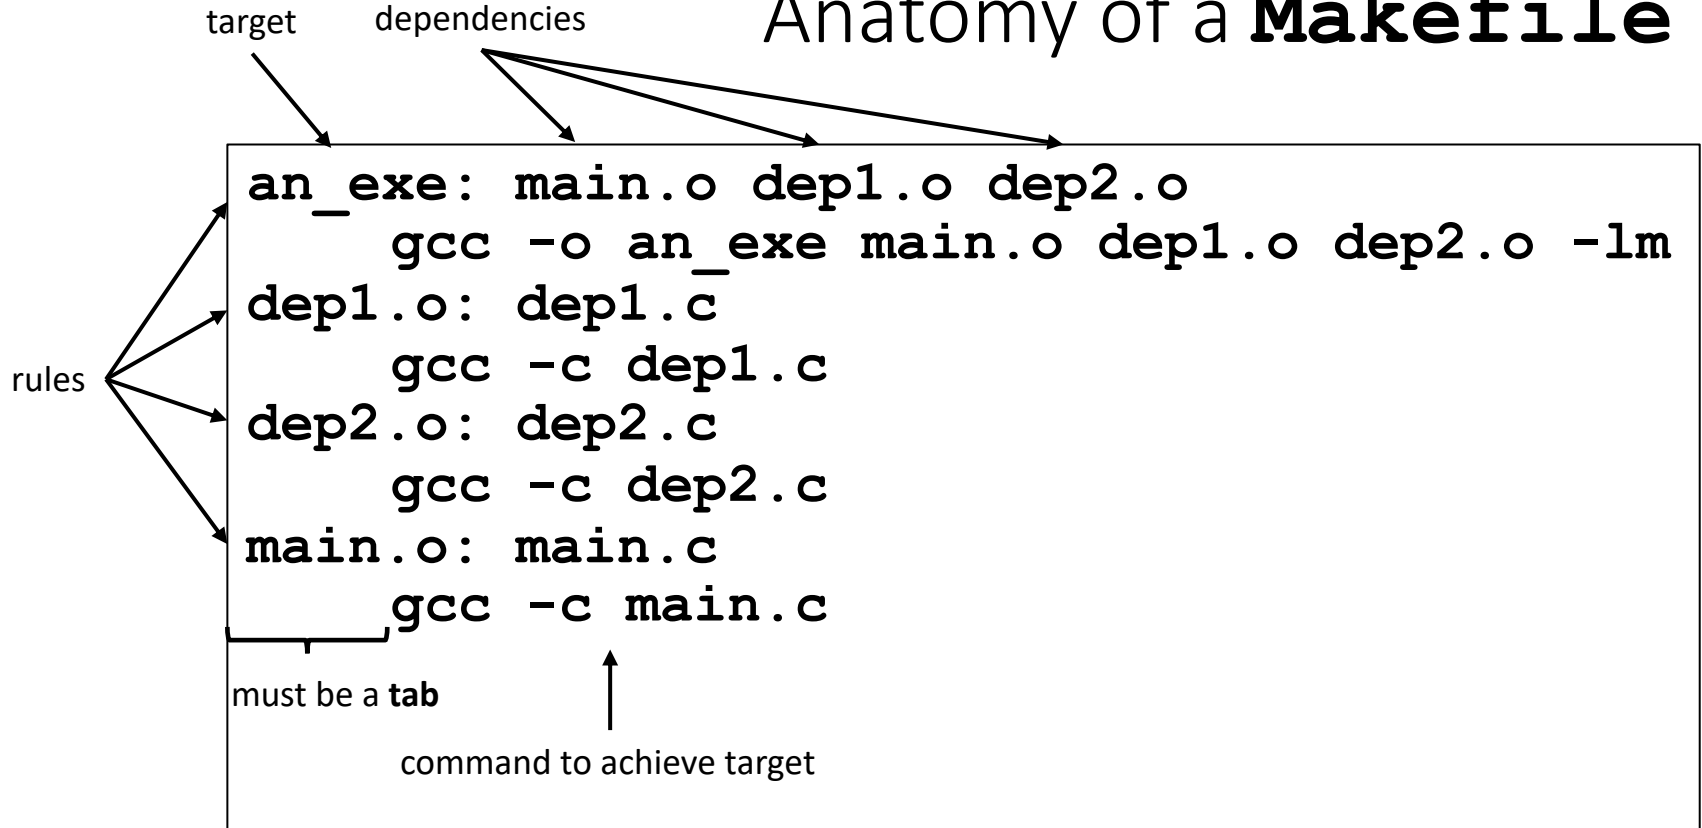 Anatomy of a Makefile
target
dependencies
an_exe: main.o dep1.o dep2.o
gcc -o an_exe main.o dep1.o dep2.o -lm
dep1.o: dep1.c
gcc -c dep1.c
rules
dep2.o: dep2.c
gcc -c dep2.c
main.o: main.c
gcc -c main.c
must be a tab
command to achieve target